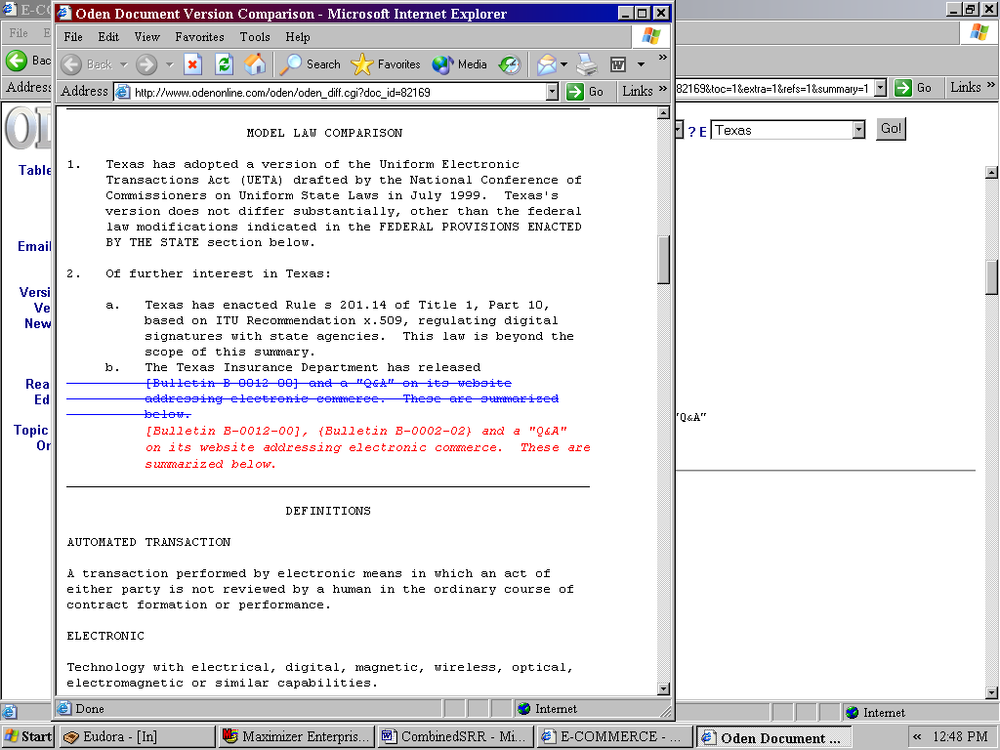 E-CO
Oden Document Version Comparison - Microsoft Internet Explorer
File
File Edit View Favorites Tools Help
Bac
Back Search Favorites Media
Address
Address http://www.odenonline.com/oden/oden_diff.cgi?doc_id=82169 Go Links »
82169&toc=1&extra=1&refs=1&summary=1 Go Links »
? E Texas Go!
Table
Email
Versi
Ve
New
Rea
Ed
Topic
Or
MODEL LAW COMPARISON
1. Texas has adopted a version of the Uniform Electronic
Transactions Act (UETA) drafted by the National Conference of
Commissioners on Uniform State Laws in July 1999. Texas's
version does not differ substantially, other than the federal
law modifications indicated in the FEDERAL PROVISIONS ENACTED
BY THE STATE section below.
2. Of further interest in Texas:
a. Texas has enacted Rule s 201.14 of Title 1, Part 10,
based on ITU Recommendation x.509, regulating digital
signatures with state agencies. This law is beyond the
scope of this summary.
b. The Texas Insurance Department has released
[Bulletin B-0012-00] and a "Q&A" on its website
addressing electronic commerce. These are summarized
below.
[Bulletin B-0012-00], {Bulletin B-0002-02} and a "Q&A"
on its website addressing electronic commerce. These are
summarized below.
"Q&A"
DEFINITIONS
AUTOMATED TRANSACTION
A transaction performed by electronic means in which an act of
either party is not reviewed by a human in the ordinary course of
contract formation or performance.
ELECTRONIC
Technology with electrical, digital, magnetic, wireless, optical,
electromagnetic or similar capabilities.
Done Internet
Internet
Start Eudora - [In] Maximizer Enterpris... CombinedSRR - Mi... E-COMMERCE - ... Oden Document ... « 12:48 PM